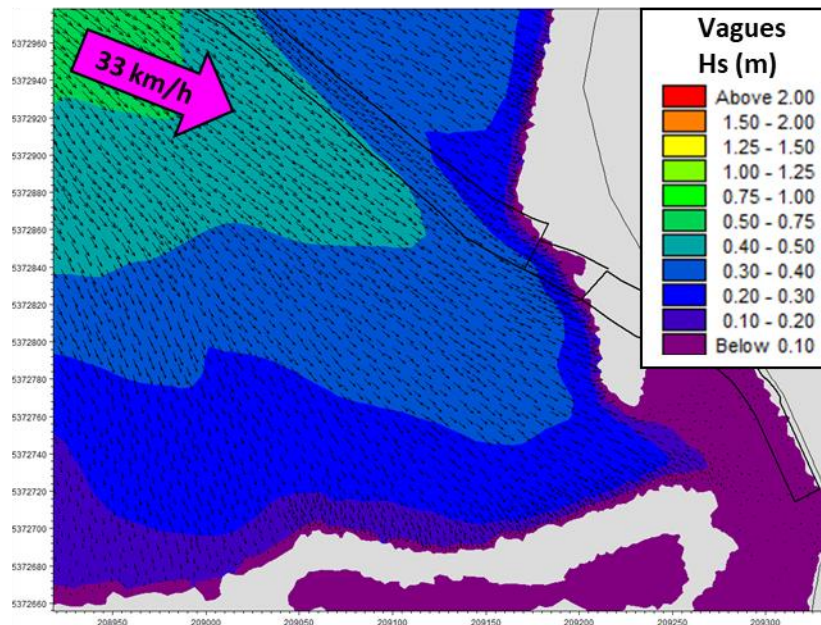 Vagues
Hs (m)
Above 2.00
1.50 - 2.00
1.25 - 1.50
1.00 - 1.25
0.75 - 1.00
0.50 - 0.75
0.40 - 0.50
0.30 - 0.40
0.20 - 0.30
0.10 - 0.20
Below 0.10
33 km/h
5372960
5372940
5372920
5372900
5372880
5372860
5372840
5372820
5372800
5372780
5372760
5372740
5372720
5372700
5372680
5372660
208950
209000
209050
209100
209150
209200
209250
209300